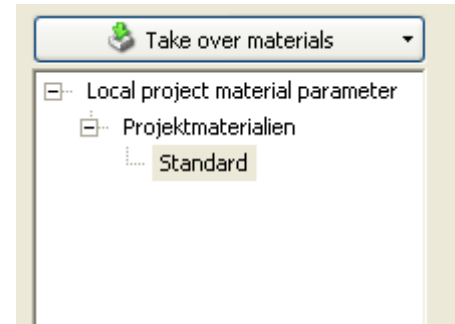 Take over materials
Local project material parameter
Projektmaterialien
Standard